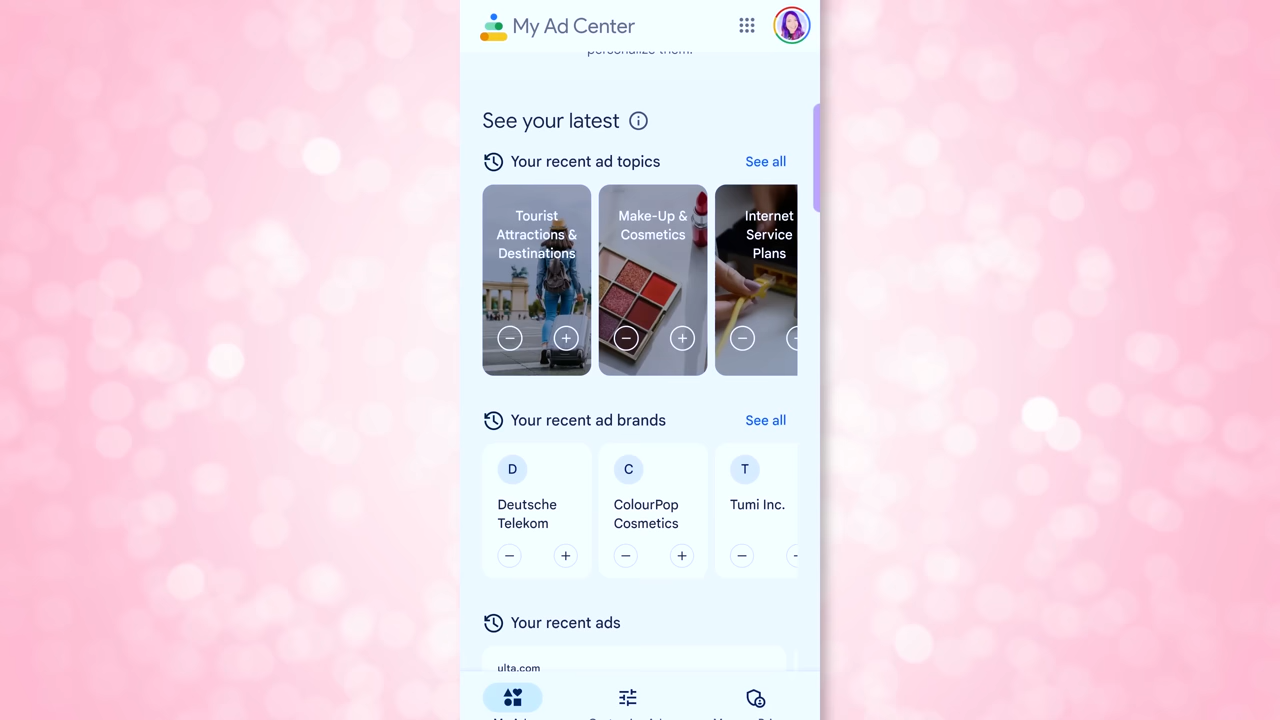 My Ad Center
personalize them.
See your latest
Your recent ad topics
See all
Tourist
Attractions &
Destinations
Make-Up &
Cosmetics
Internet
Service
Plans
Your recent ad brands
See all
D
Deutsche
Telekom
C
ColourPop
Cosmetics
T
Tumi Inc.
Your recent ads
ulta.com